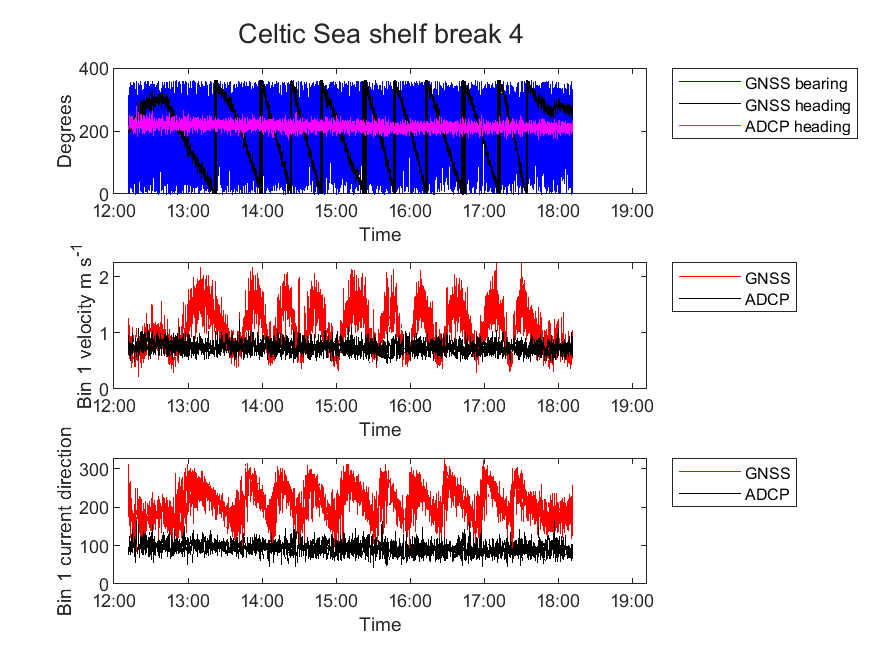 Celtic Sea shelf break 4
400
200
0
Degrees
12:00 13:00 14:00 15:00 16:00 17:00 18:00 19:00
Time
GNSS bearing
GNSS heading
ADCP heading
2
1
0
Bin 1 velocity m s-1
12:00 13:00 14:00 15:00 16:00 17:00 18:00 19:00
Time
GNSS
ADCP
300
200
100
0
Bin 1 current direction
12:00 13:00 14:00 15:00 16:00 17:00 18:00 19:00
Time
GNSS
ADCP